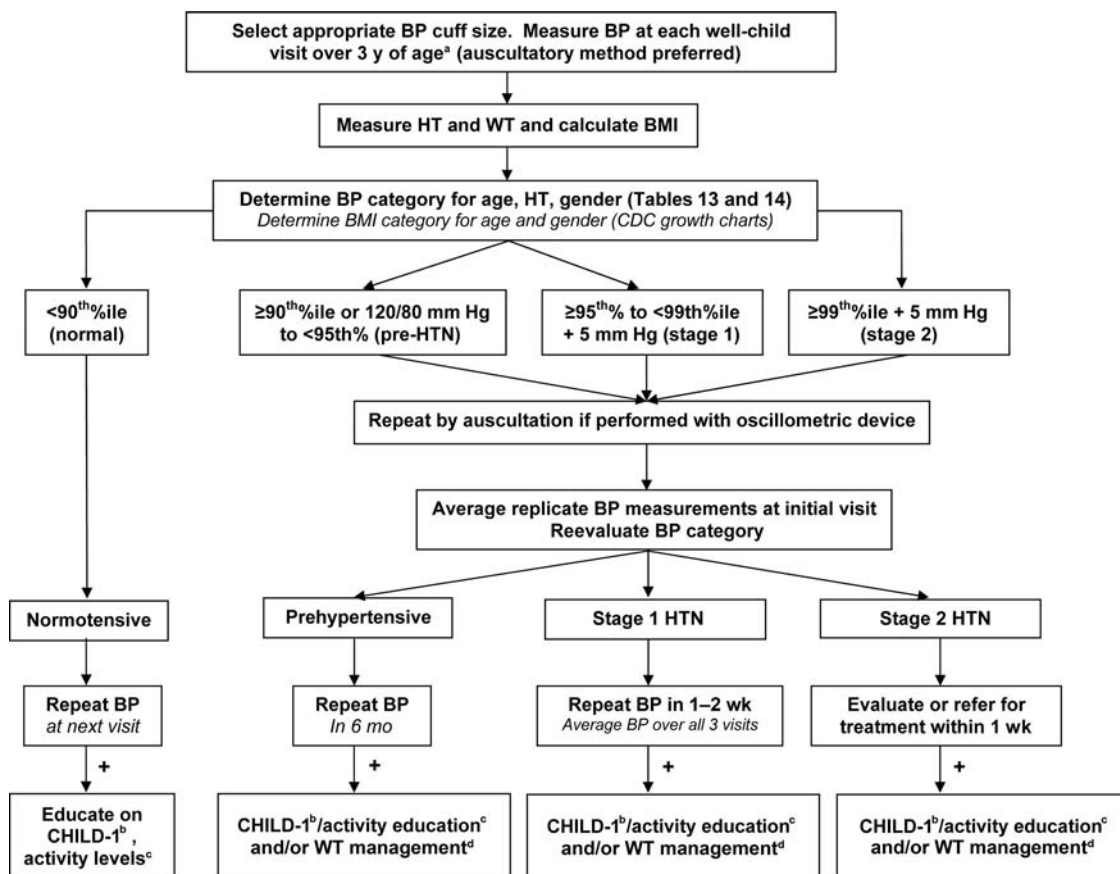 Select appropriate BP cuff size.  Measure BP at each well-child
visit over 3 y of ageᵃ (auscultatory method preferred)
Measure HT and WT and calculate BMI
Determine BP category for age, HT, gender (Tables 13 and 14)
Determine BMI category for age and gender (CDC growth charts)
<90ᵗʰ%ile
(normal)
≥90ᵗʰ%ile or 120/80 mm Hg
to <95th% (pre-HTN)
≥95ᵗʰ% to <99th%ile
+ 5 mm Hg (stage 1)
≥99ᵗʰ%ile + 5 mm Hg
(stage 2)
Repeat by auscultation if performed with oscillometric device
Average replicate BP measurements at initial visit
Reevaluate BP category
Normotensive
Prehypertensive
Stage 1 HTN
Stage 2 HTN
Repeat BP
at next visit
Repeat BP
In 6 mo
Repeat BP in 1–2 wk
Average BP over all 3 visits
Evaluate or refer for
treatment within 1 wk
+
+
+
+
Educate on
CHILD-1ᵇ ,
activity levelsᶜ
CHILD-1ᵇ/activity educationᶜ
and/or WT managementᵈ
CHILD-1ᵇ/activity educationᶜ
and/or WT managementᵈ
CHILD-1ᵇ/activity educationᶜ
and/or WT managementᵈ